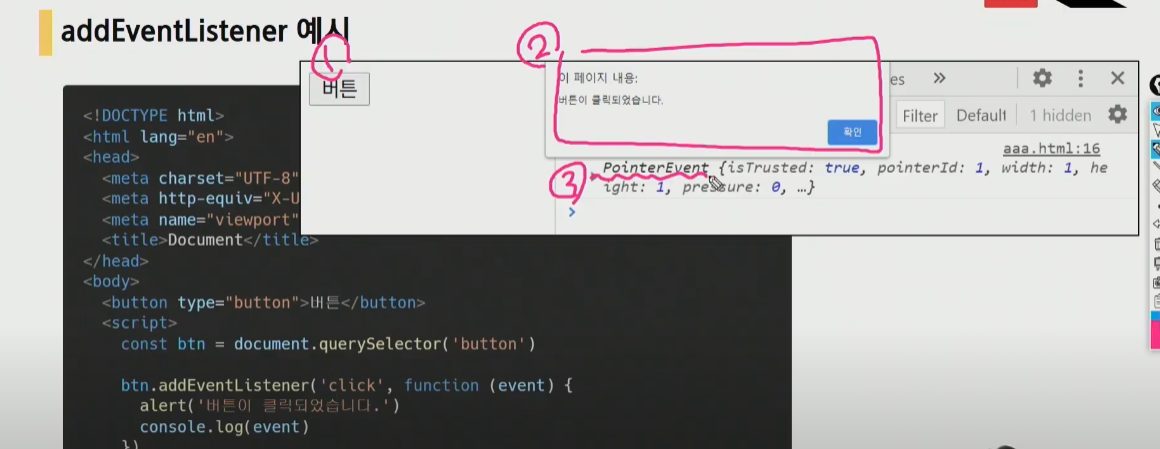 addEventListener 예시
①
버튼
②
이 페이지 내용:
버튼이 클릭되었습니다.
확인
es
»
Filter
Default
1 hidden
aaa.html:16
③
PointerEvent {isTrusted: true, pointerId: 1, width: 1, he
ight: 1, pressure: 0, …}
>
<!DOCTYPE html>
<html lang="en">
<head>
<meta charset="UTF-8"
<meta http-equiv="X-U
<meta name="viewport"
<title>Document</title>
</head>
<body>
<button type="button">버튼</button>
<script>
const btn = document.querySelector('button')
btn.addEventListener('click', function (event) {
alert('버튼이 클릭되었습니다.')
console.log(event)
})